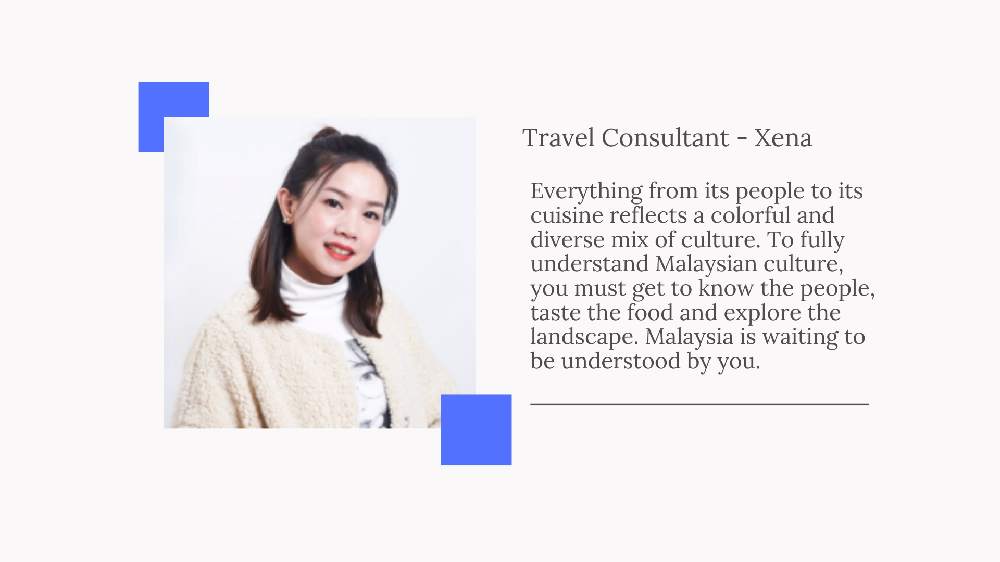 Travel Consultant - Xena
Everything from its people to its
cuisine reflects a colorful and
diverse mix of culture. To fully
understand Malaysian culture,
you must get to know the people,
taste the food and explore the
landscape. Malaysia is waiting to
be understood by you.